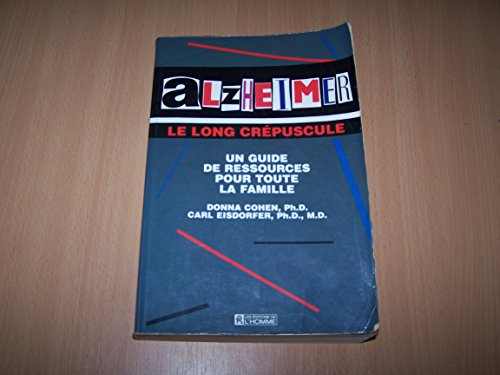 aLZHEIMER
LE LONG CRÉPUSCULE
UN GUIDE
DE RESSOURCES
POUR TOUTE
LA FAMILLE
DONNA COHEN, Ph.D.
CARL EISDORFER, Ph.D., M.D.
LES ÉDITIONS DE
L'HOMME